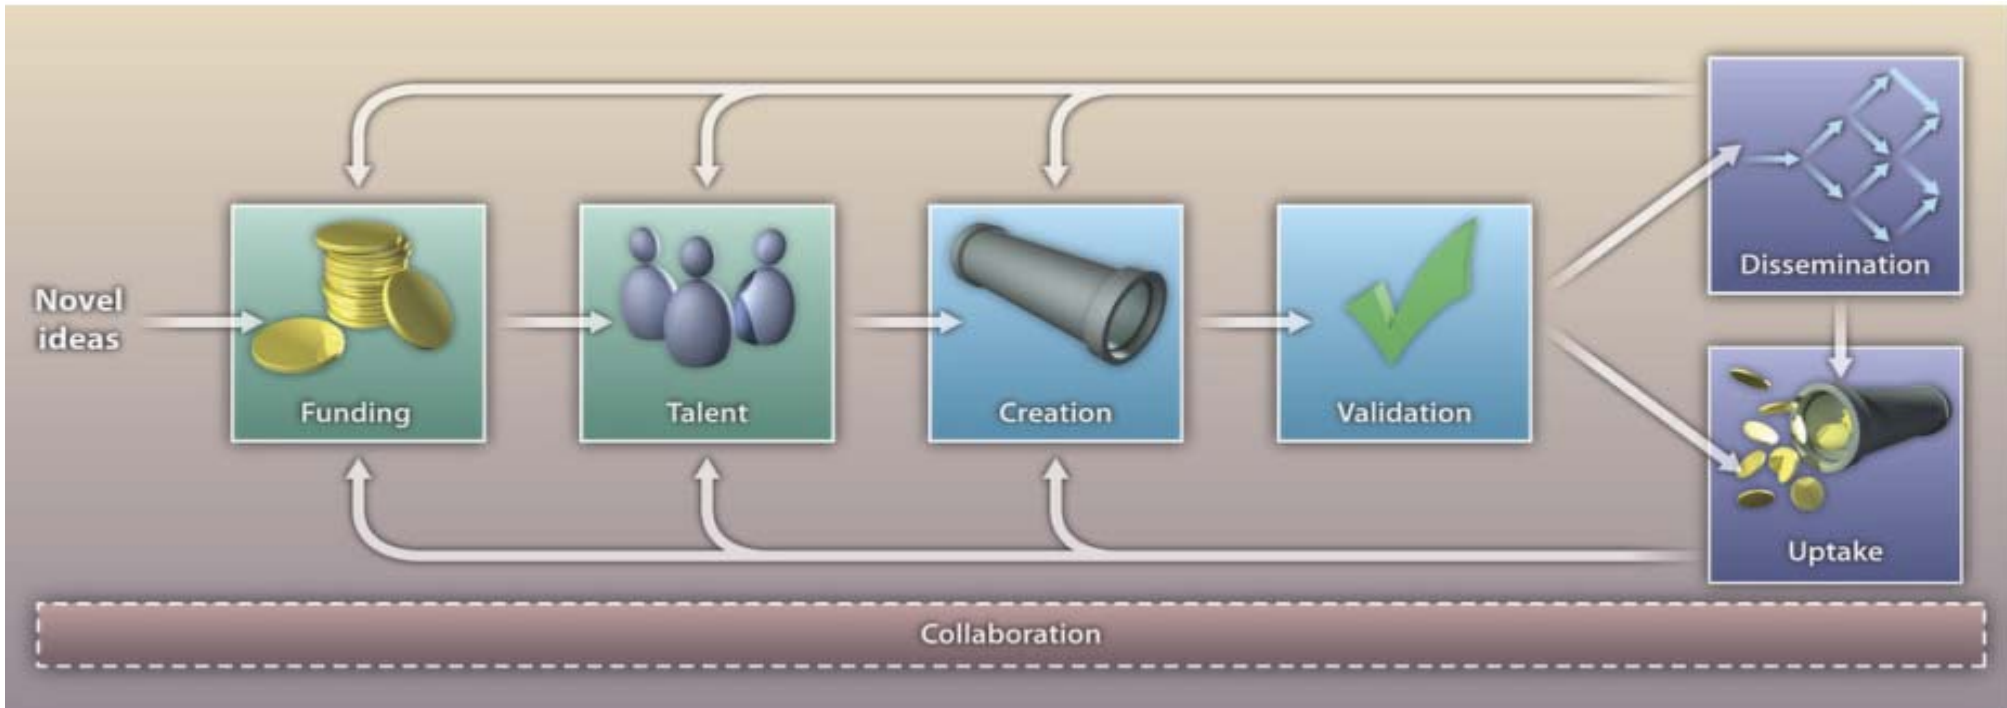 Novel
ideas
Funding
Talent
Creation
Validation
Dissemination
Uptake
Collaboration